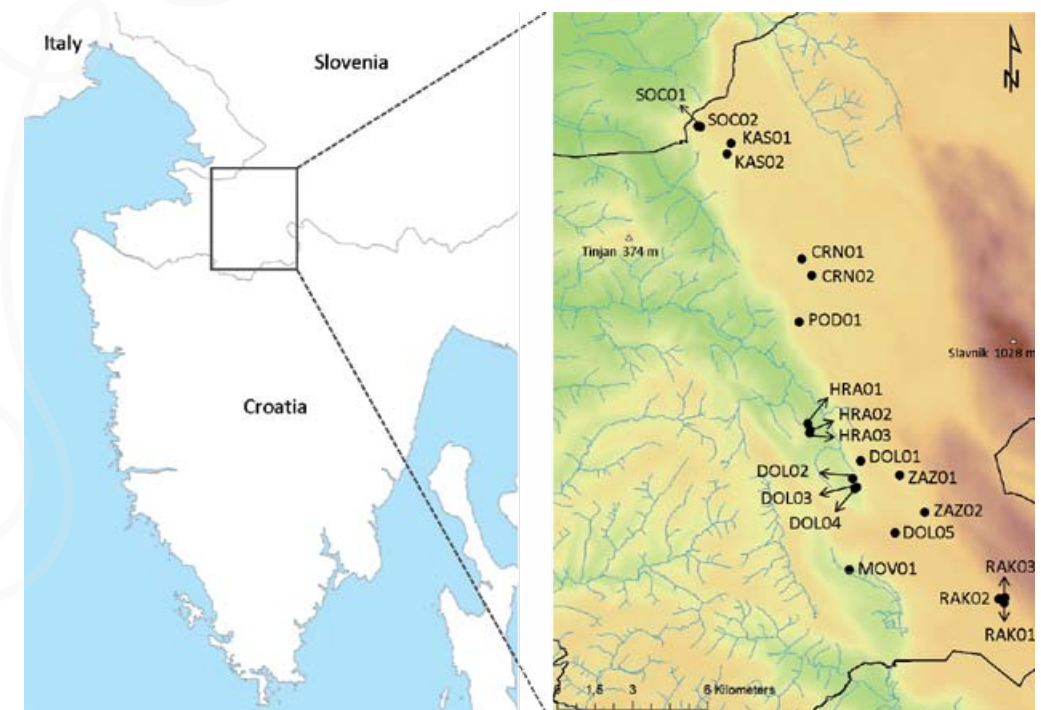 Italy
Slovenia
Croatia
N
SOC01
SOC02
KAS01
KAS02
Tinjan 374 m
CRN01
CRN02
POD01
Slavnik 1028 m
HRA01
HRA02
HRA03
DOL01
DOL02
ZAZ01
DOL03
DOL04
ZAZ02
DOL05
MOV01
RAK03
RAK02
RAK01
0 1,5 3 6 Kilometers